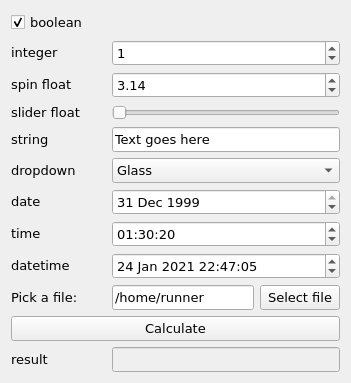 boolean
integer 1
spin float 3.14
slider float
string Text goes here
dropdown Glass
date 31 Dec 1999
time 01:30:20
datetime 24 Jan 2021 22:47:05
Pick a file: /home/runner Select file
Calculate
result